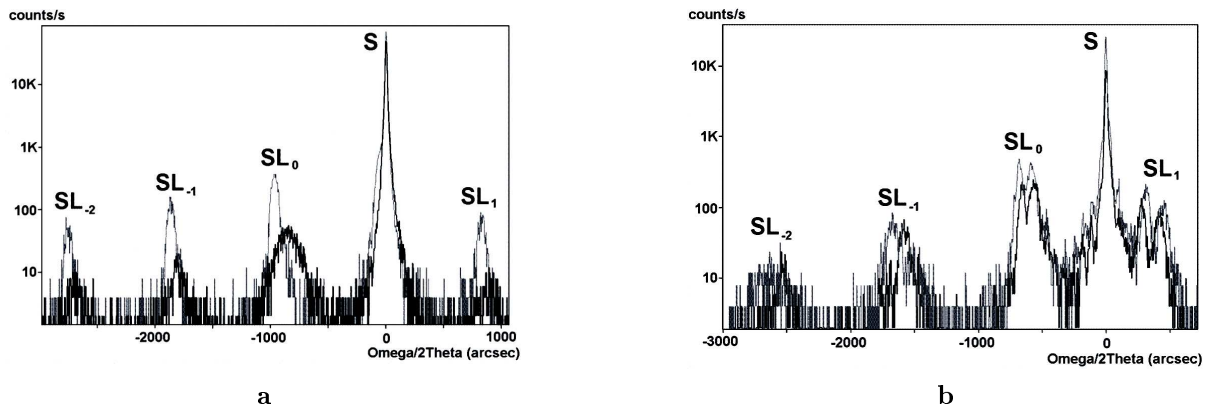 counts/s
S
10K
1K
SL0
SL-1
SL-2
SL1
100
10
-2000 -1000 0 1000
Omega/2Theta (arcsec)
a
counts/s
S
10K
1K
SL0
SL1
SL-1
100
SL-2
10
-3000 -2000 -1000 0
Omega/2Theta (arcsec)
b